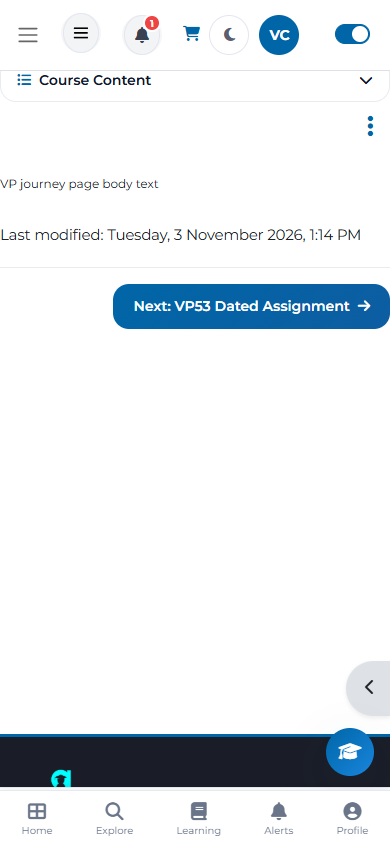 1
VC
Course Content
VP journey page body text
Last modified: Tuesday, 3 November 2026, 1:14 PM
Next: VP53 Dated Assignment
Home Explore Learning Alerts Profile